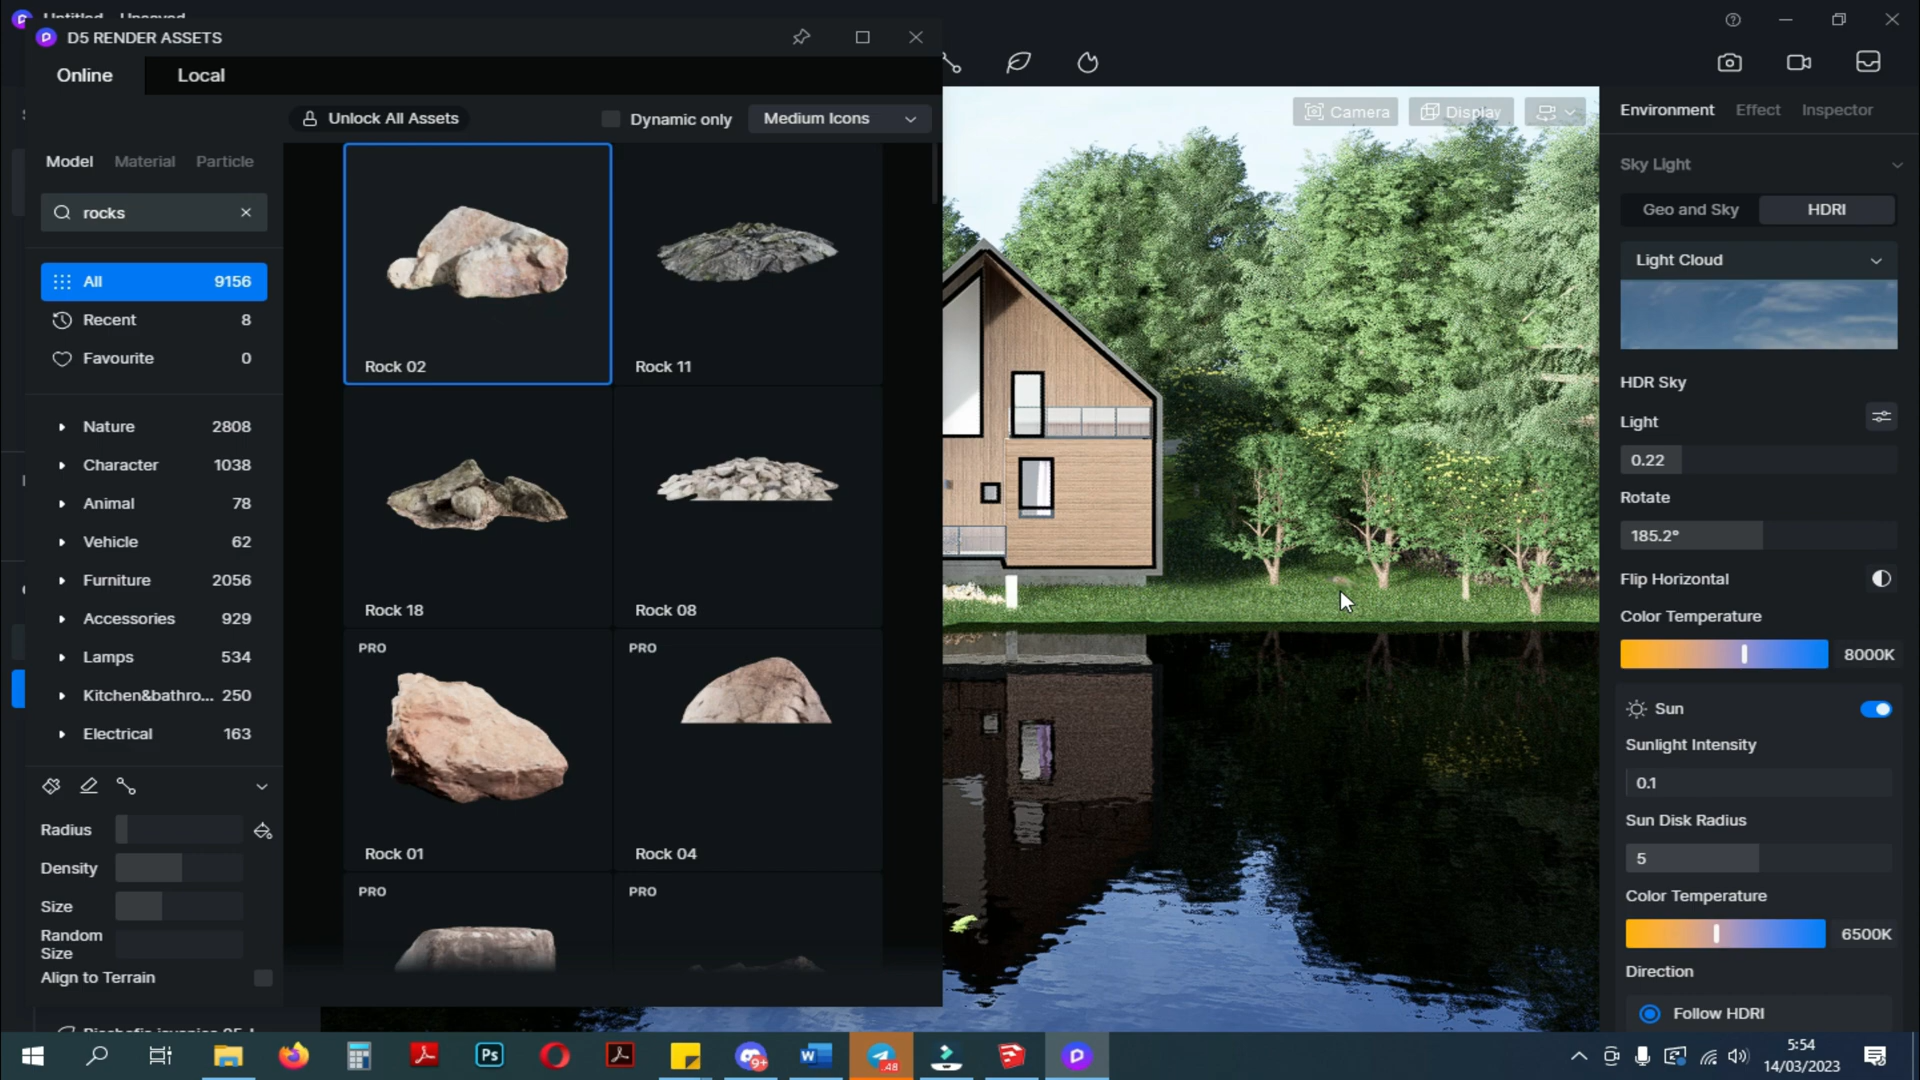 Untitled - Unsaved
D5 RENDER ASSETS
Online
Local
Unlock All Assets
Dynamic only
Medium Icons
Camera
Display
Environment
Effect
Inspector
Model
Material
Particle
Sky Light
rocks
Geo and Sky
HDRI
Light Cloud
All
9156
Recent
8
Favourite
0
Rock 02
Rock 11
HDR Sky
Light
0.22
Nature
2808
Character
1038
Animal
78
Vehicle
62
Furniture
2056
Accessories
929
Lamps
534
Kitchen&bathro...
250
Electrical
163
Rotate
185.2°
Flip Horizontal
Color Temperature
8000K
Rock 18
Rock 08
PRO
PRO
Sun
Sunlight Intensity
0.1
Sun Disk Radius
5
Color Temperature
6500K
Direction
Follow HDRI
Radius
Density
Size
Random
Size
Align to Terrain
Rock 01
Rock 04
PRO
PRO
Ps
9+
W
48
5:54
14/03/2023